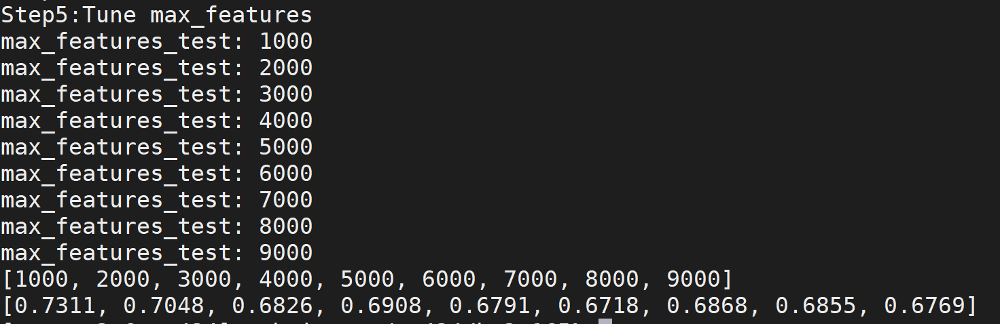 Step5:Tune max_features
max_features_test: 1000
max_features_test: 2000
max_features_test: 3000
max_features_test: 4000
max_features_test: 5000
max_features_test: 6000
max_features_test: 7000
max_features_test: 8000
max_features_test: 9000
[1000, 2000, 3000, 4000, 5000, 6000, 7000, 8000, 9000]
[0.7311, 0.7048, 0.6826, 0.6908, 0.6791, 0.6718, 0.6868, 0.6855, 0.6769]